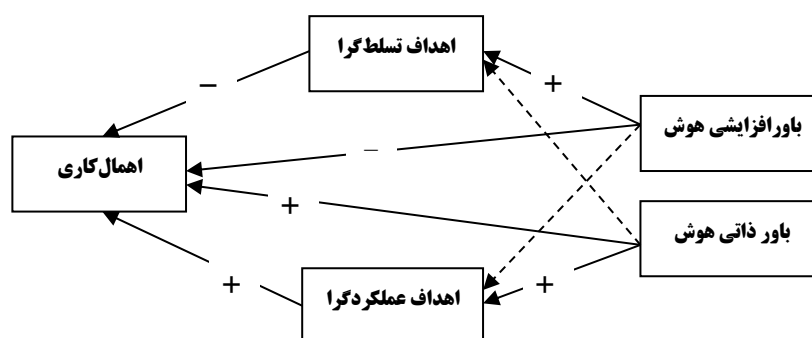 اهداف تسلط‌گرا
+
−
باورافزایشی هوش
−
اهمال‌کاری
+
باور ذاتی هوش
+
+
اهداف عملکردگرا